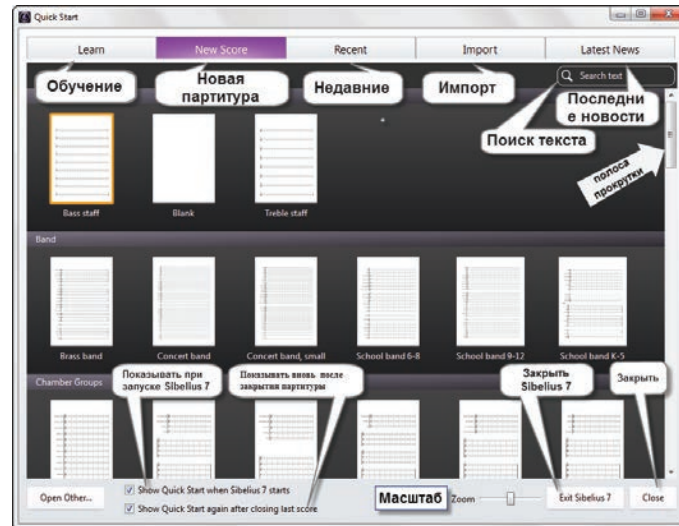 Quick Start
Learn
New Score
Recent
Import
Latest News
Обучение
Новая
партитура
Недавние
Импорт
Search text
Последни
е новости
Поиск текста
полоса
прокрутки
Bass staff
Blank
Treble staff
Band
Brass band
Concert band
Concert band, small
School band 6-8
School band 9-12
School band K-5
Chamber Groups
Показывать при
запуске Sibelius 7
Показывать вновь после
закрытия партитуры
Закрыть
Sibelius 7
Закрыть
Open Other...
Show Quick Start when Sibelius 7 starts
Show Quick Start again after closing last score
Масштаб
Zoom
Exit Sibelius 7
Close